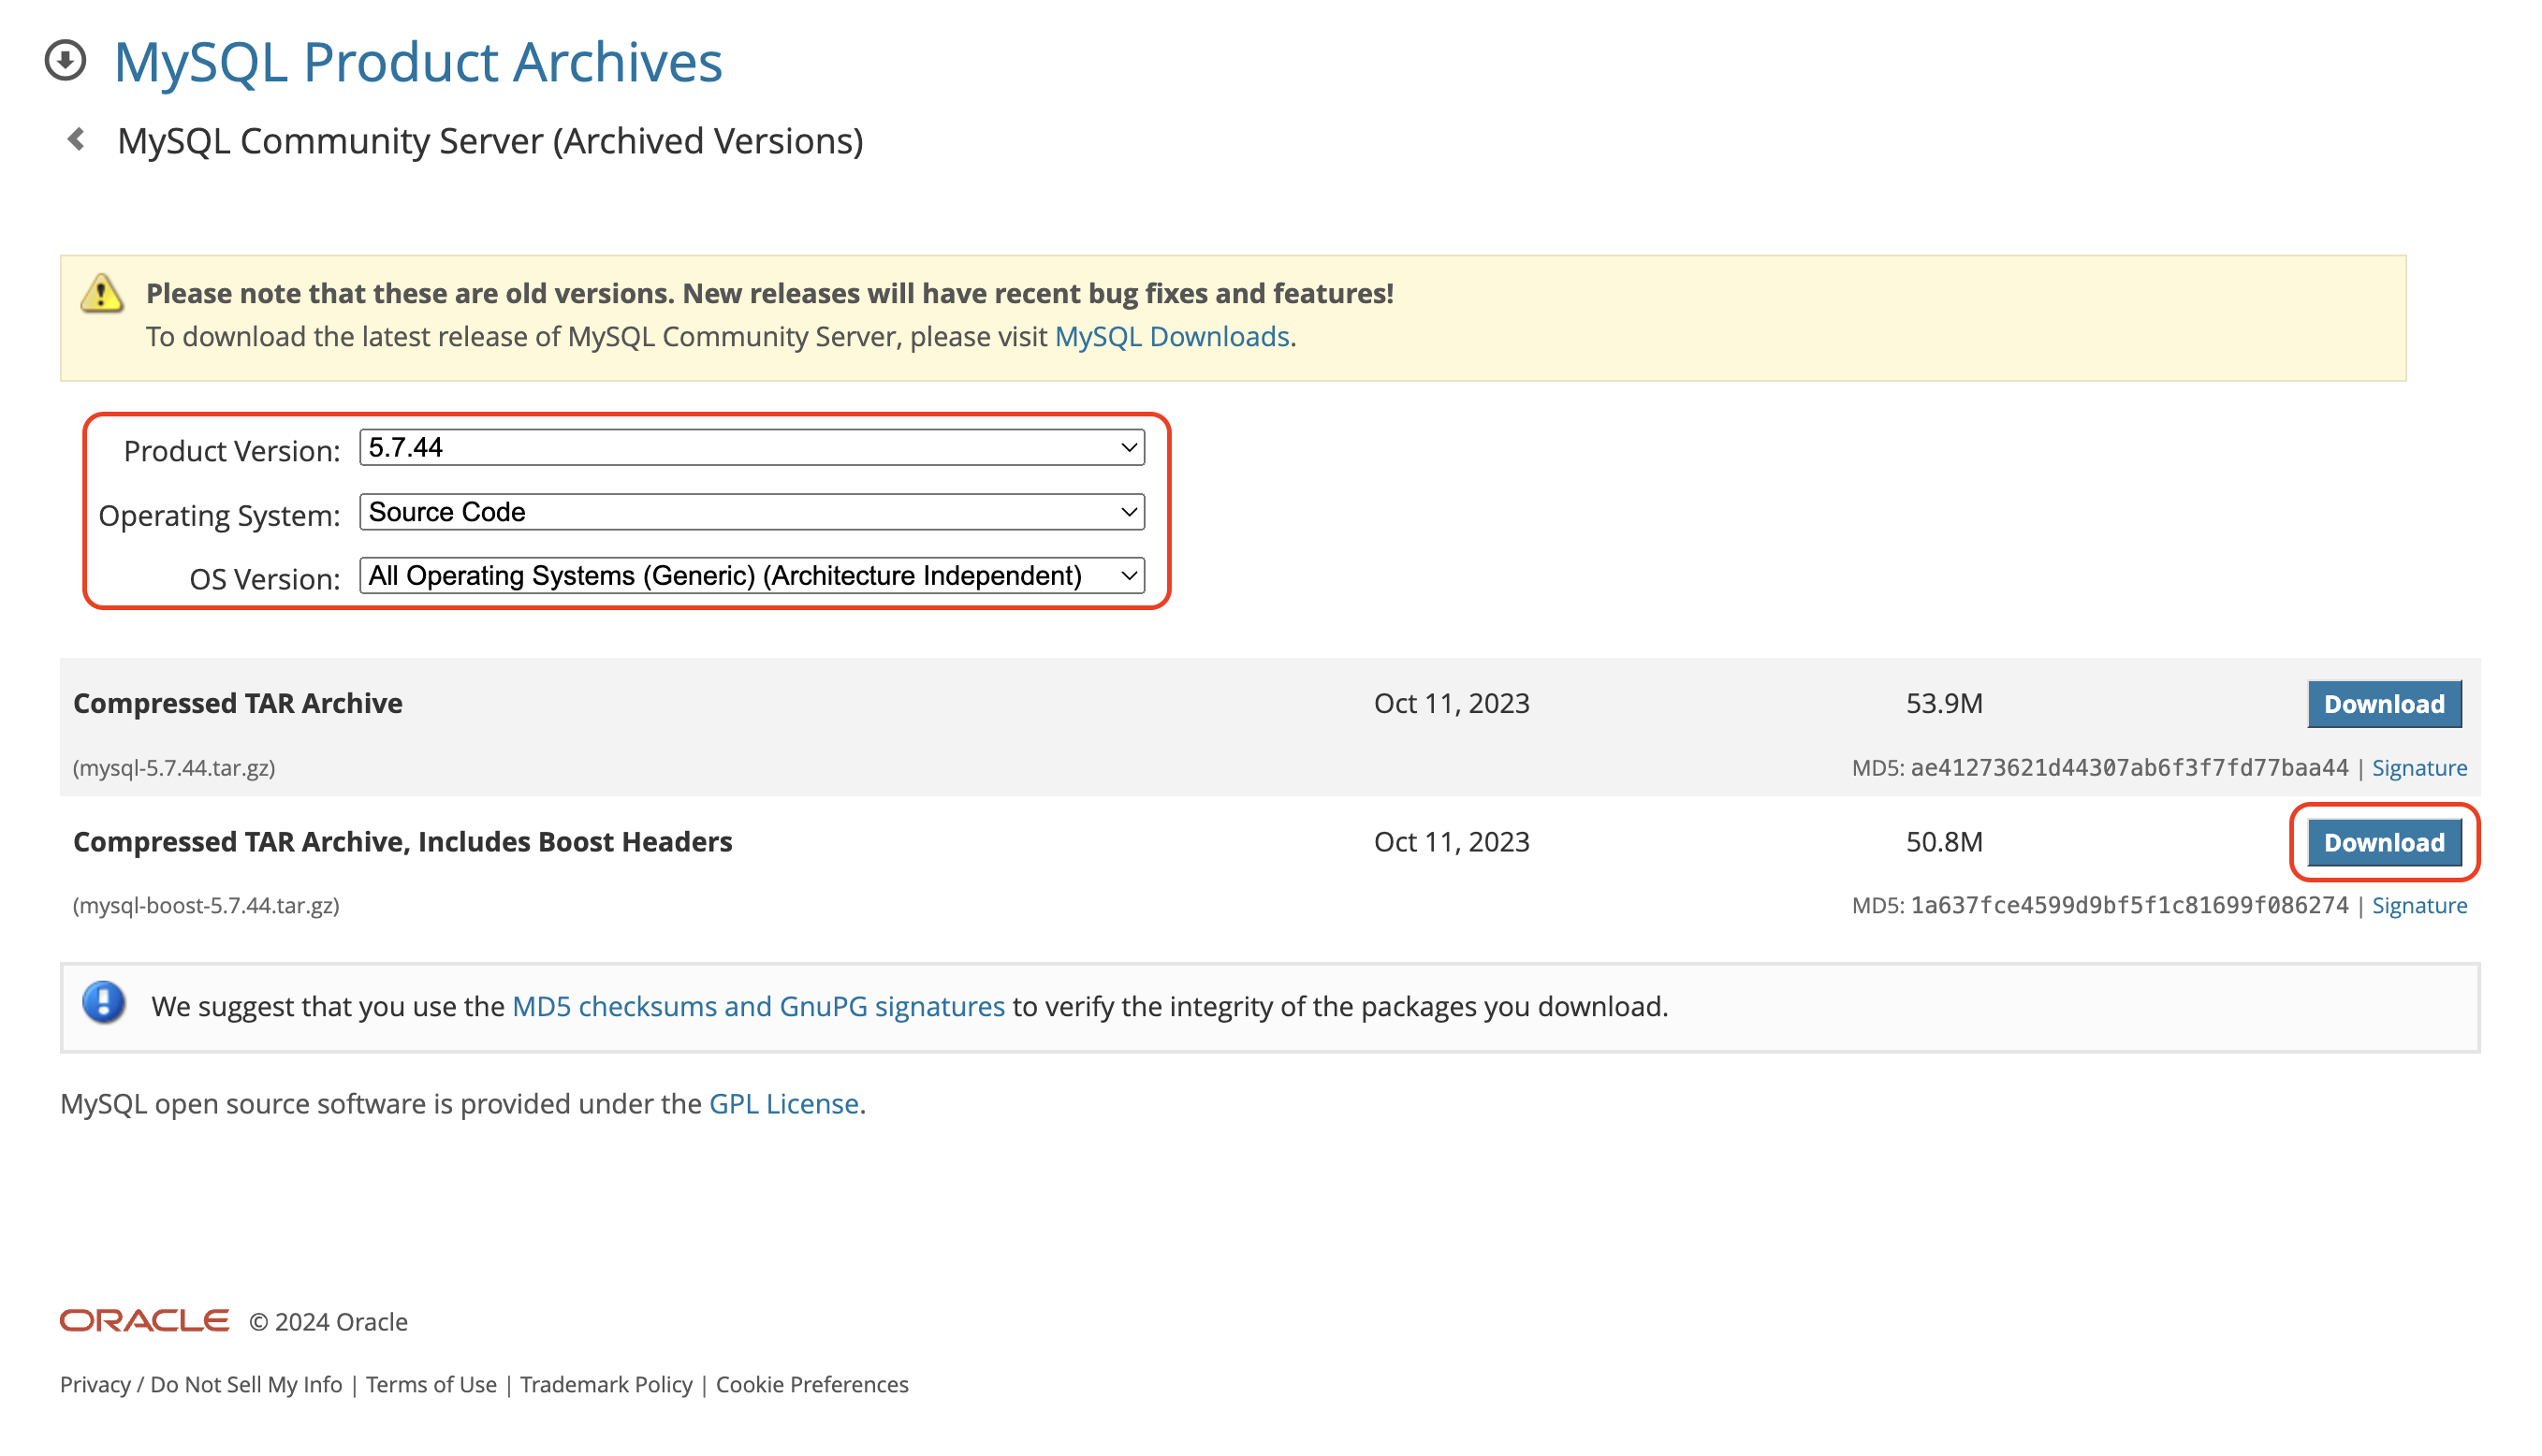 MySQL Product Archives
MySQL Community Server (Archived Versions)
Please note that these are old versions. New releases will have recent bug fixes and features!
To download the latest release of MySQL Community Server, please visit MySQL Downloads.
Product Version: 5.7.44
Operating System: Source Code
OS Version: All Operating Systems (Generic) (Architecture Independent)
Compressed TAR Archive Oct 11, 2023 53.9M Download
(mysql-5.7.44.tar.gz) MD5: ae41273621d44307ab6f3f7fd77baa44 | Signature
Compressed TAR Archive, Includes Boost Headers Oct 11, 2023 50.8M Download
(mysql-boost-5.7.44.tar.gz) MD5: 1a637fce4599d9bf5f1c81699f086274 | Signature
We suggest that you use the MD5 checksums and GnuPG signatures to verify the integrity of the packages you download.
MySQL open source software is provided under the GPL License.
ORACLE © 2024 Oracle
Privacy / Do Not Sell My Info | Terms of Use | Trademark Policy | Cookie Preferences